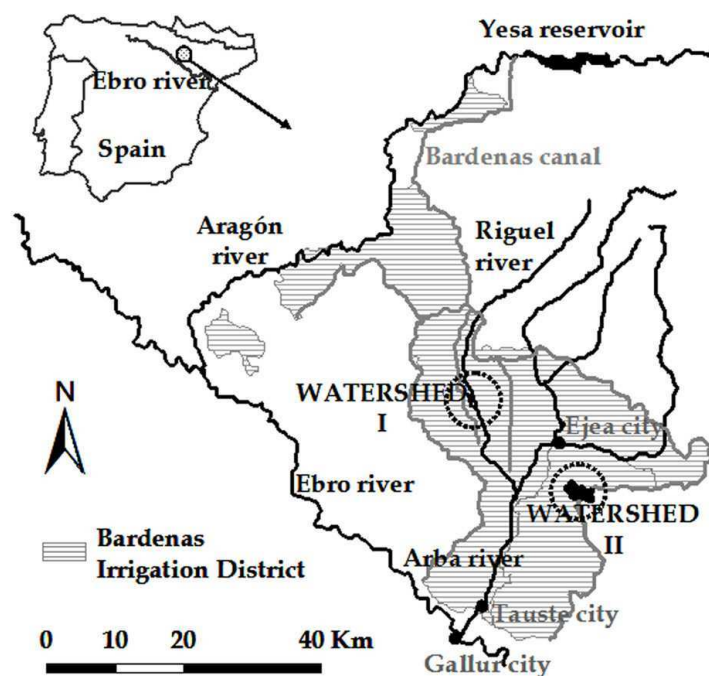 Yesa reservoir
Ebro river
Spain
Bardenas canal
Aragón
river
Riguel
river
WATERSHED
I
Ejea city
N
Ebro river
WATERSHED
II
Bardenas
Irrigation District
Arba river
Tauste city
0 10 20 40 Km
Gallur city